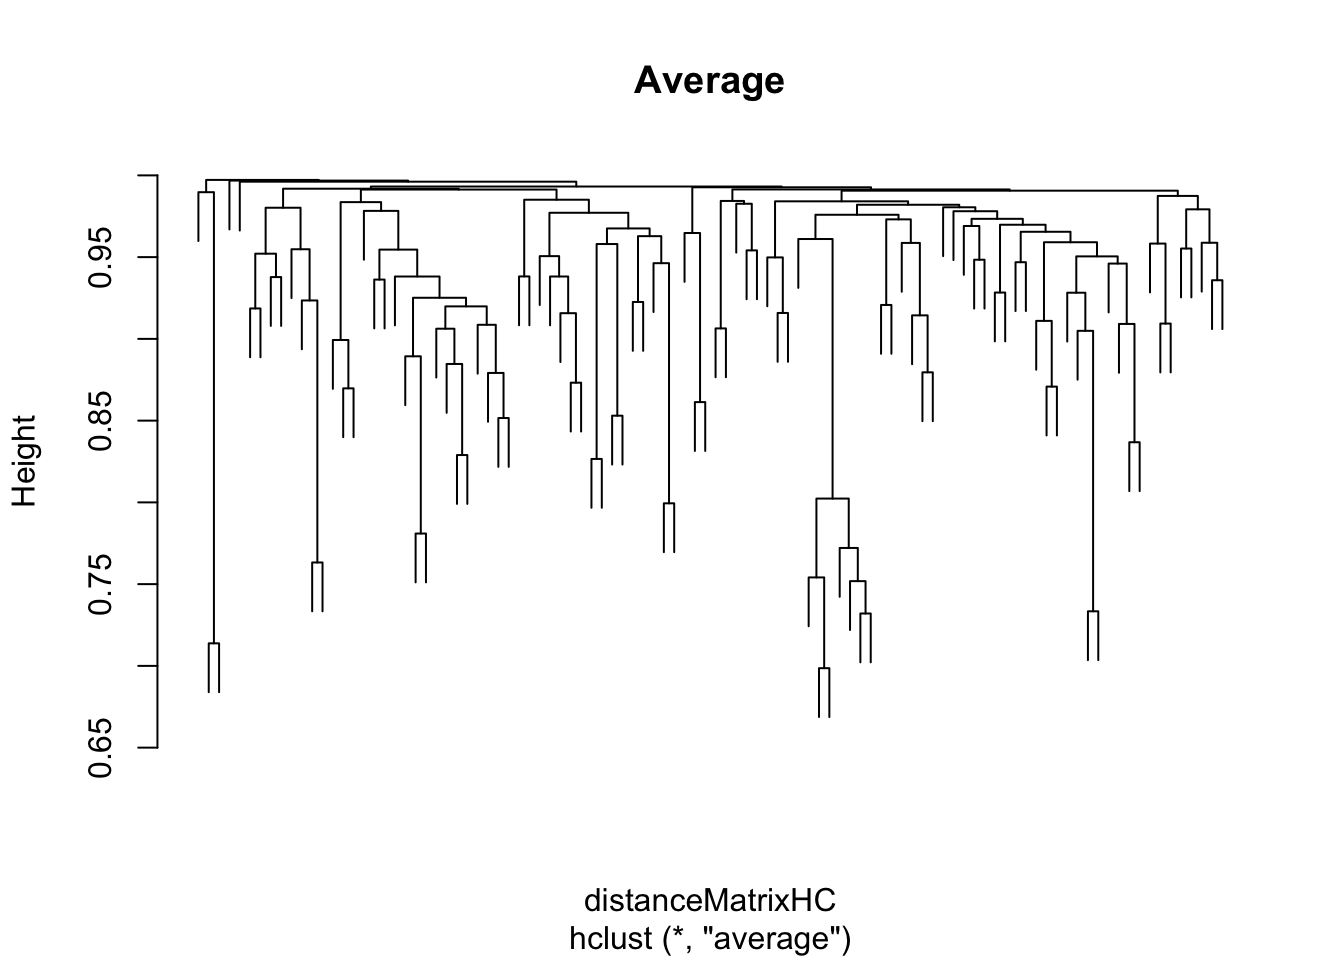 Average
Height
0.65
0.75
0.85
0.95
distanceMatrixHC
hclust (*, "average")